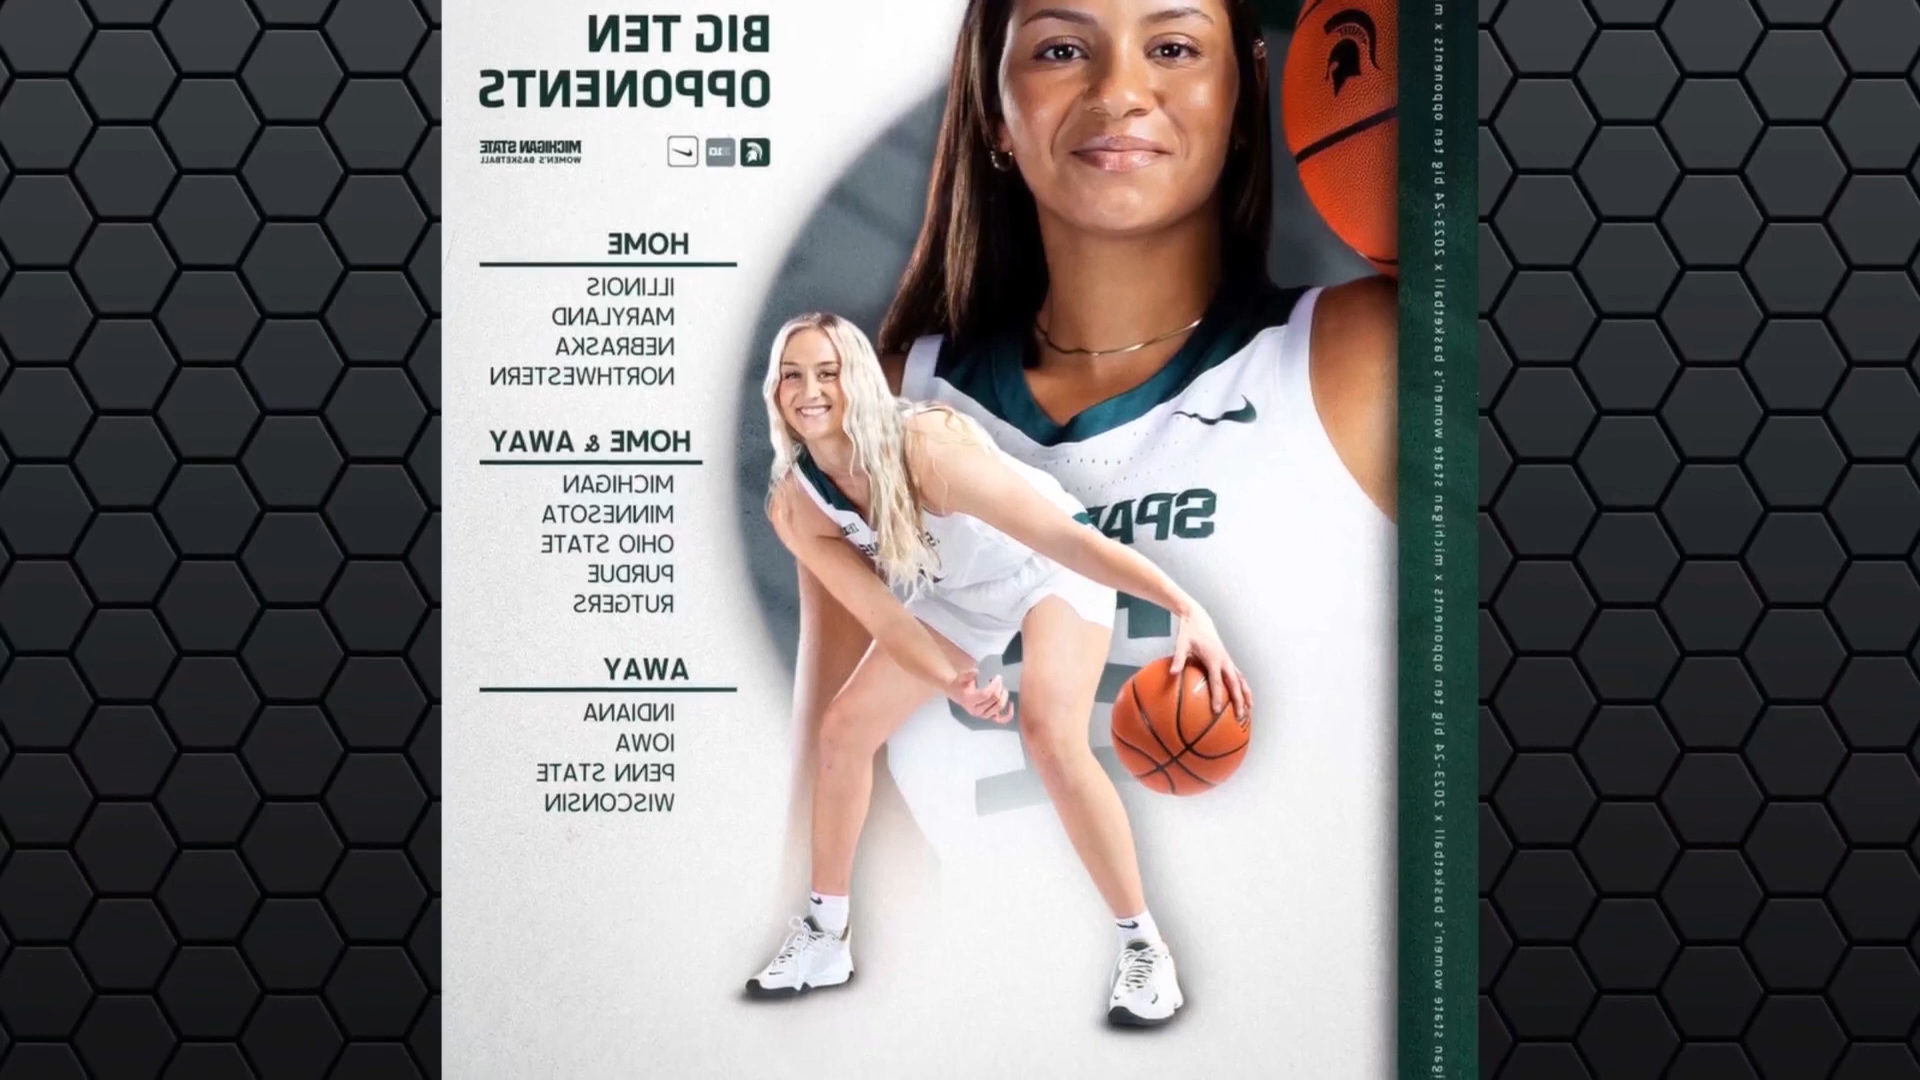 BIG TEN
OPPONENTS
MICHIGAN STATE
WOMEN'S BASKETBALL
HOME
ILLINOIS
MARYLAND
NEBRASKA
NORTHWESTERN
HOME & AWAY
MICHIGAN
MINNESOTA
OHIO STATE
PURDUE
RUTGERS
AWAY
INDIANA
IOWA
PENN STATE
WISCONSIN
SPAR
michigan state women's basketball x 2023-24 big ten opponents x michigan state women's basketball x 2023-24 big ten opponents x m